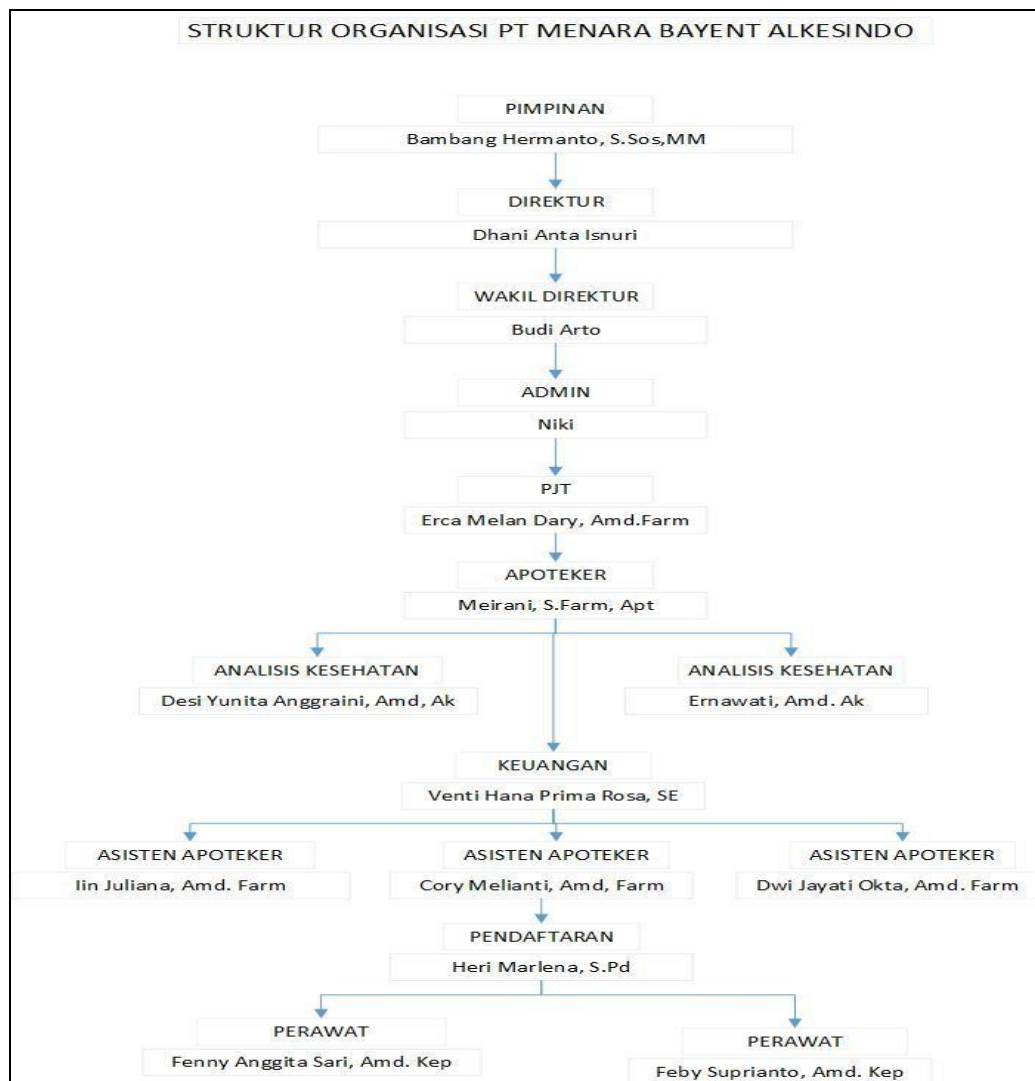 STRUKTUR ORGANISASI PT MENARA BAYENT ALKESINDO
PIMPINAN
Bambang Hermanto, S.Sos,MM
DIREKTUR
Dhani Anta Isnuri
WAKIL DIREKTUR
Budi Arto
ADMIN
Niki
PJT
Erca Melan Dary, Amd.Farm
APOTEKER
Meirani, S.Farm, Apt
ANALISIS KESEHATAN
Desi Yunita Anggraini, Amd, Ak
ANALISIS KESEHATAN
Ernawati, Amd. Ak
KEUANGAN
Venti Hana Prima Rosa, SE
ASISTEN APOTEKER
Iin Juliana, Amd. Farm
ASISTEN APOTEKER
Cory Melianti, Amd, Farm
ASISTEN APOTEKER
Dwi Jayati Okta, Amd. Farm
PENDAFTARAN
Heri Marlena, S.Pd
PERAWAT
Fenny Anggita Sari, Amd. Kep
PERAWAT
Feby Suprianto, Amd. Kep